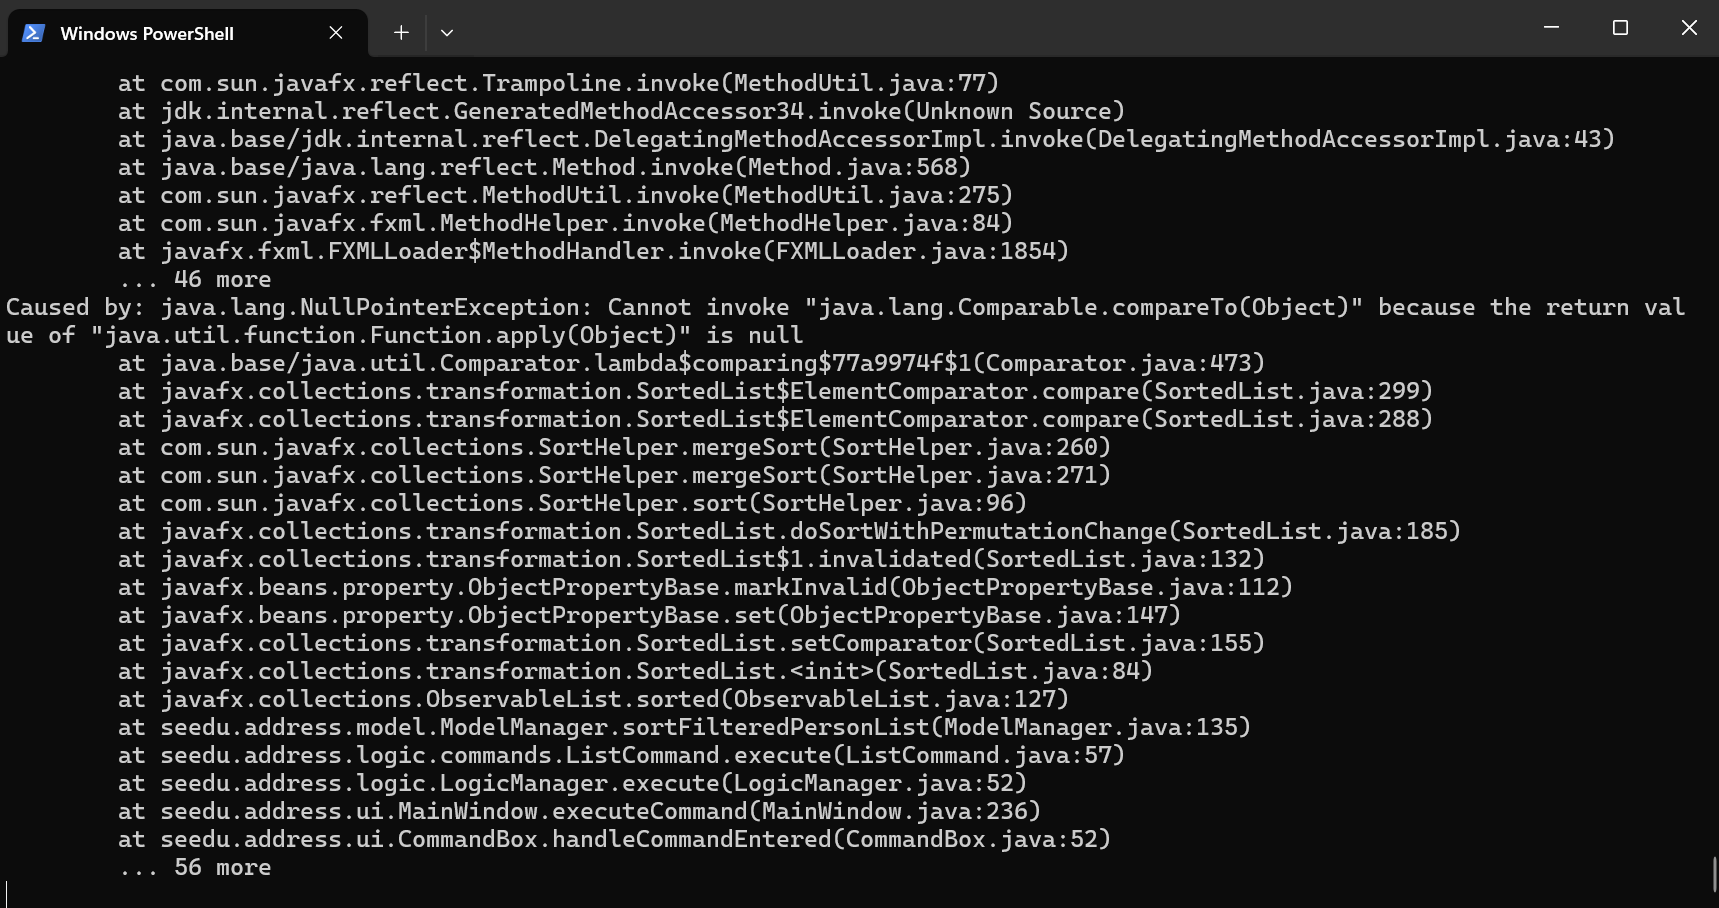 Windows PowerShell
at com.sun.javafx.reflect.Trampoline.invoke(MethodUtil.java:77)
at jdk.internal.reflect.GeneratedMethodAccessor34.invoke(Unknown Source)
at java.base/jdk.internal.reflect.DelegatingMethodAccessorImpl.invoke(DelegatingMethodAccessorImpl.java:43)
at java.base/java.lang.reflect.Method.invoke(Method.java:568)
at com.sun.javafx.reflect.MethodUtil.invoke(MethodUtil.java:275)
at com.sun.javafx.fxml.MethodHelper.invoke(MethodHelper.java:84)
at javafx.fxml.FXMLLoader$MethodHandler.invoke(FXMLLoader.java:1854)
... 46 more
Caused by: java.lang.NullPointerException: Cannot invoke "java.lang.Comparable.compareTo(Object)" because the return val
ue of "java.util.function.Function.apply(Object)" is null
at java.base/java.util.Comparator.lambda$comparing$77a9974f$1(Comparator.java:473)
at javafx.collections.transformation.SortedList$ElementComparator.compare(SortedList.java:299)
at javafx.collections.transformation.SortedList$ElementComparator.compare(SortedList.java:288)
at com.sun.javafx.collections.SortHelper.mergeSort(SortHelper.java:260)
at com.sun.javafx.collections.SortHelper.mergeSort(SortHelper.java:271)
at com.sun.javafx.collections.SortHelper.sort(SortHelper.java:96)
at javafx.collections.transformation.SortedList.doSortWithPermutationChange(SortedList.java:185)
at javafx.collections.transformation.SortedList$1.invalidated(SortedList.java:132)
at javafx.beans.property.ObjectPropertyBase.markInvalid(ObjectPropertyBase.java:112)
at javafx.beans.property.ObjectPropertyBase.set(ObjectPropertyBase.java:147)
at javafx.collections.transformation.SortedList.setComparator(SortedList.java:155)
at javafx.collections.transformation.SortedList.<init>(SortedList.java:84)
at javafx.collections.ObservableList.sorted(ObservableList.java:127)
at seedu.address.model.ModelManager.sortFilteredPersonList(ModelManager.java:135)
at seedu.address.logic.commands.ListCommand.execute(ListCommand.java:57)
at seedu.address.logic.LogicManager.execute(LogicManager.java:52)
at seedu.address.ui.MainWindow.executeCommand(MainWindow.java:236)
at seedu.address.ui.CommandBox.handleCommandEntered(CommandBox.java:52)
... 56 more